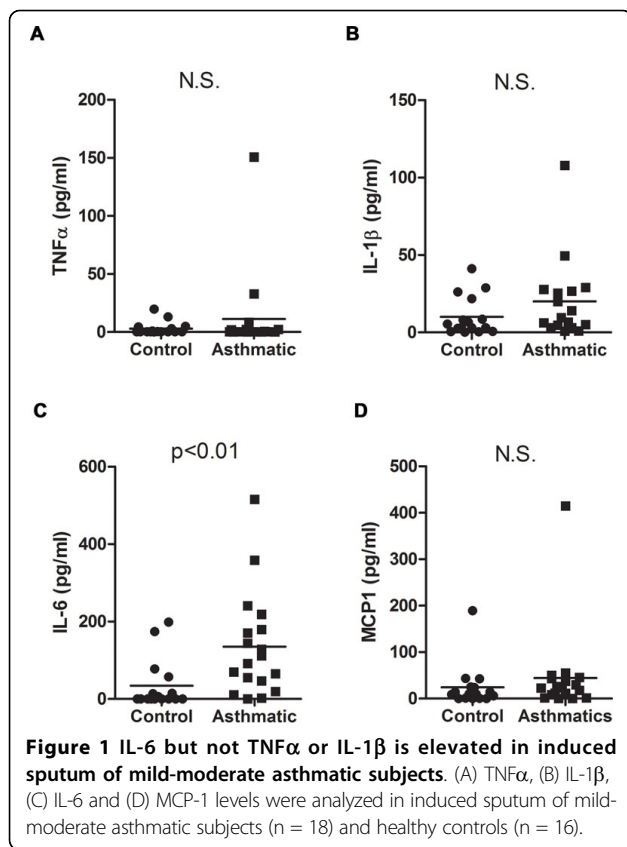 A
N.S.
TNFα (pg/ml)
200
150
100
50
0
Control Asthmatic
B
N.S.
IL-1β (pg/ml)
150
100
50
0
Control Asthmatic
C
p<0.01
IL-6 (pg/ml)
600
400
200
0
Control Asthmatic
D
N.S.
MCP1 (pg/ml)
500
400
300
200
100
0
Control Asthmatics
Figure 1 IL-6 but not TNFα or IL-1β is elevated in induced
sputum of mild-moderate asthmatic subjects. (A) TNFα, (B) IL-1β,
(C) IL-6 and (D) MCP-1 levels were analyzed in induced sputum of mild-
moderate asthmatic subjects (n = 18) and healthy controls (n = 16).